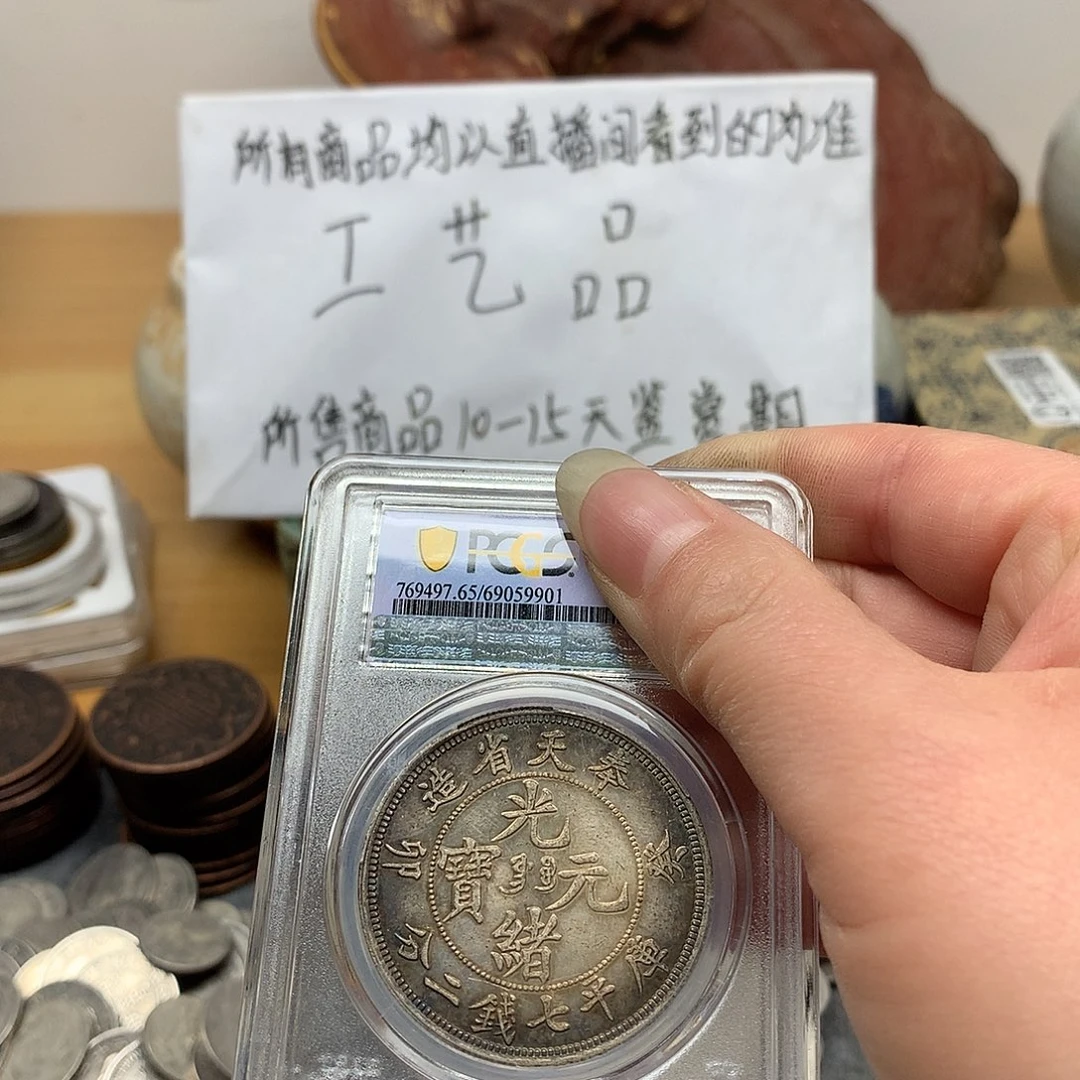 所有商品均以直播间看到的为准
工艺品
所售商品10-15天鉴赏期
PCGS
769497.65/69059901
奉天省造
癸卯
光緒元寶
庫平七錢二分